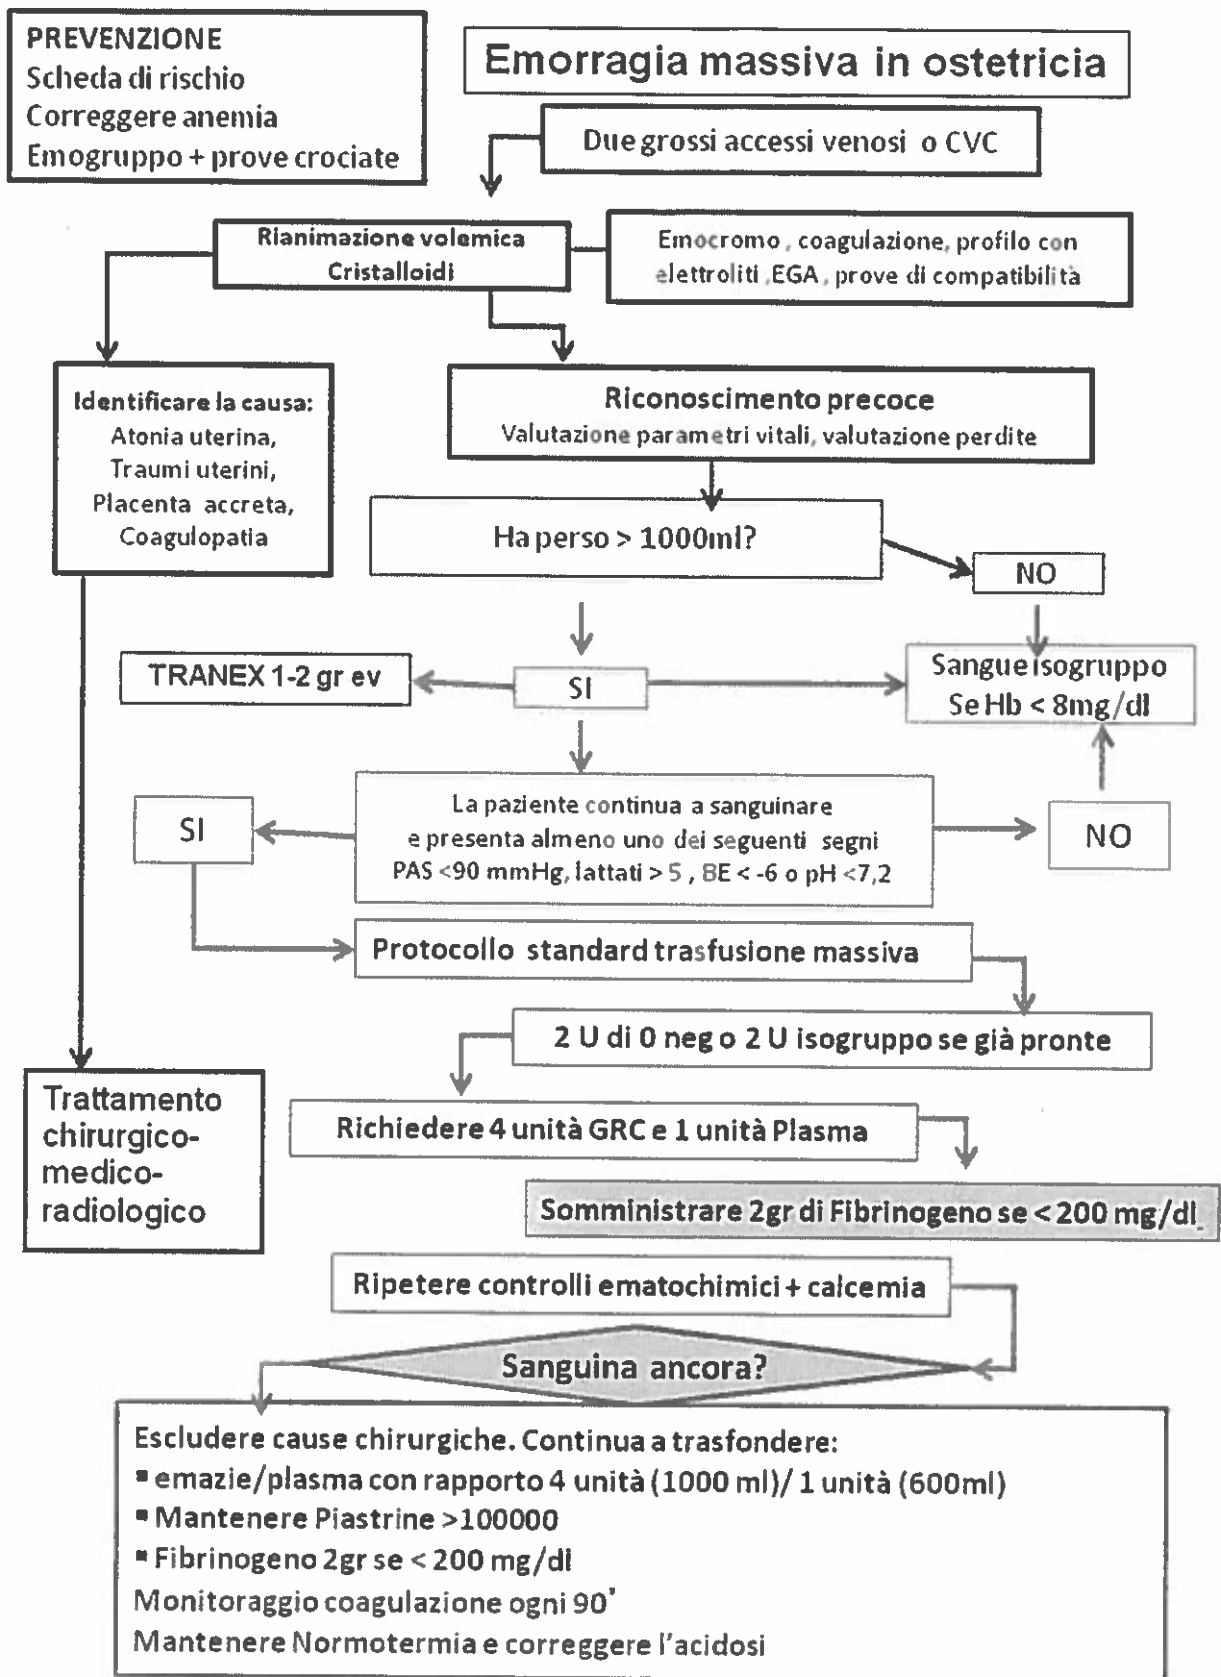 PREVENZIONE
Scheda di rischio
Correggere anemia
Emogruppo + prove crociate
Emorragia massiva in ostetricia
Due grossi accessi venosi o CVC
Rianimazione volemica
Cristalloidi
Emocromo, coagulazione, profilo con
elettroliti, EGA, prove di compatibilità
Identificare la causa:
Atonia uterina,
Traumi uterini,
Placenta accreta,
Coagulopatia
Riconoscimento precoce
Valutazione parametri vitali, valutazione perdite
Ha perso > 1000ml?
NO
TRANEX 1-2 gr ev
SI
Sangue isogruppo
Se Hb < 8mg/dl
SI
La paziente continua a sanguinare
e presenta almeno uno dei seguenti segni
PAS <90 mmHg, lattati > 5 , BE < -6 o pH <7,2
NO
Protocollo standard trasfusione massiva
2 U di 0 neg o 2 U isogruppo se già pronte
Trattamento
chirurgico-
medico-
radiologico
Richiedere 4 unità GRC e 1 unità Plasma
Somministrare 2gr di Fibrinogeno se < 200 mg/dl
Ripetere controlli ematochimici + calcemia
Sanguina ancora?
Escludere cause chirurgiche. Continua a trasfondere:
▪ emazie/plasma con rapporto 4 unità (1000 ml)/ 1 unità (600ml)
▪ Mantenere Piastrine >100000
▪ Fibrinogeno 2gr se < 200 mg/dl
Monitoraggio coagulazione ogni 90'
Mantenere Normotermia e correggere l'acidosi